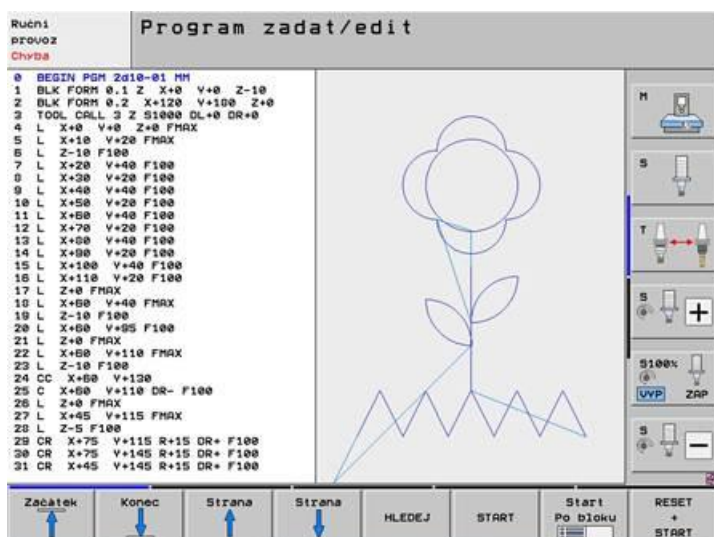 Ruční
provoz
Chyba
Program zadat/edit
0 BEGIN PGM 2d10-01 MM
1 BLK FORM 0.1 Z X+0 Y+0 Z-10
2 BLK FORM 0.2 X+120 Y+180 Z+0
3 TOOL CALL 3 Z S1000 DL+0 DR+0
4 L X+0 Y+0 Z+0 FMAX
5 L X+10 Y+20 FMAX
6 L Z-10 F100
7 L X+20 Y+40 F100
8 L X+30 Y+20 F100
9 L X+40 Y+40 F100
10 L X+50 Y+20 F100
11 L X+60 Y+40 F100
12 L X+70 Y+20 F100
13 L X+80 Y+40 F100
14 L X+90 Y+20 F100
15 L X+100 Y+40 F100
16 L X+110 Y+20 F100
17 L Z+0 FMAX
18 L X+60 Y+40 FMAX
19 L Z-10 F100
20 L X+60 Y+95 F100
21 L Z+0 FMAX
22 L X+60 Y+110 FMAX
23 L Z-10 F100
24 CC X+60 Y+130
25 C X+60 Y+110 DR- F100
26 L Z+0 FMAX
27 L X+45 Y+115 FMAX
28 L Z-5 F100
29 CR X+75 Y+115 R+15 DR+ F100
30 CR X+75 Y+145 R+15 DR+ F100
31 CR X+45 Y+145 R+15 DR+ F100
M
S
T
S
+
S100%
VYP ZAP
S
-
Začátek
Konec
Strana
Strana
HLEDEJ
START
Start
Po bloku
RESET
+
START